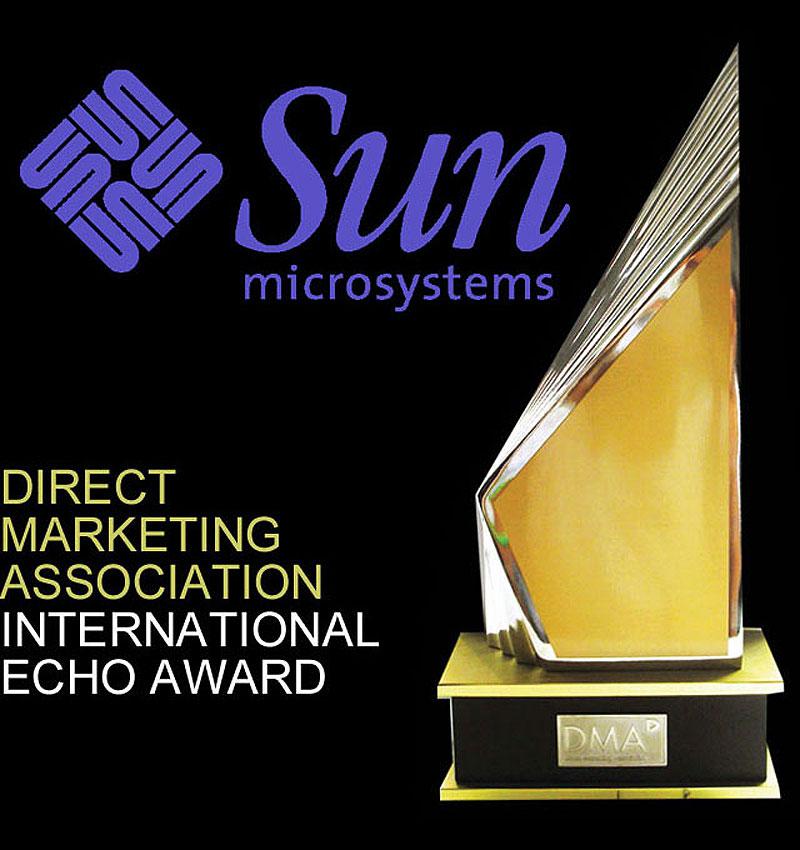 Sun
microsystems
DIRECT
MARKETING
ASSOCIATION
INTERNATIONAL
ECHO AWARD
DMA